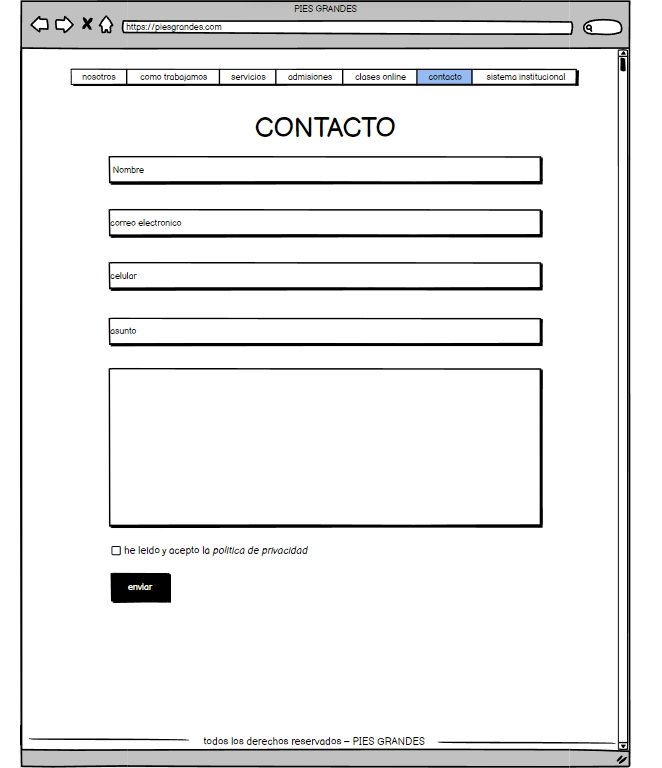 PIES GRANDES
https://piesgrandes.com
nosotros como trabajamos servicios admisiones clases online contacto sistema institucional
CONTACTO
Nombre
correo electronico
celular
asunto
he leido y acepto la politica de privacidad
enviar
todos los derechos reservados – PIES GRANDES